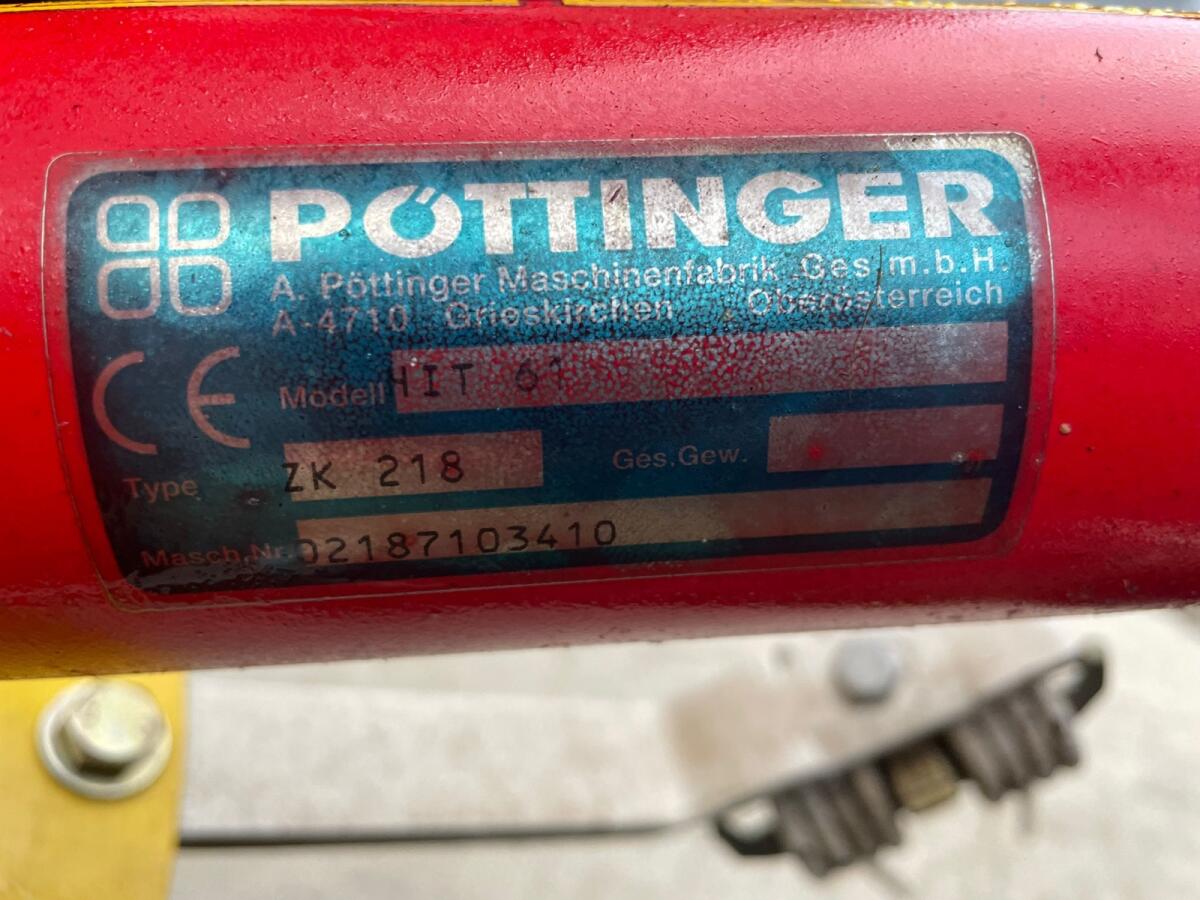 PÖTTINGER
A. Pöttinger Maschinenfabrik Ges.m.b.H.
A-4710 Grieskirchen Oberösterreich
CE
Modell HIT 61
Type ZK 218 Ges.Gew.
Masch.Nr. 02187103410